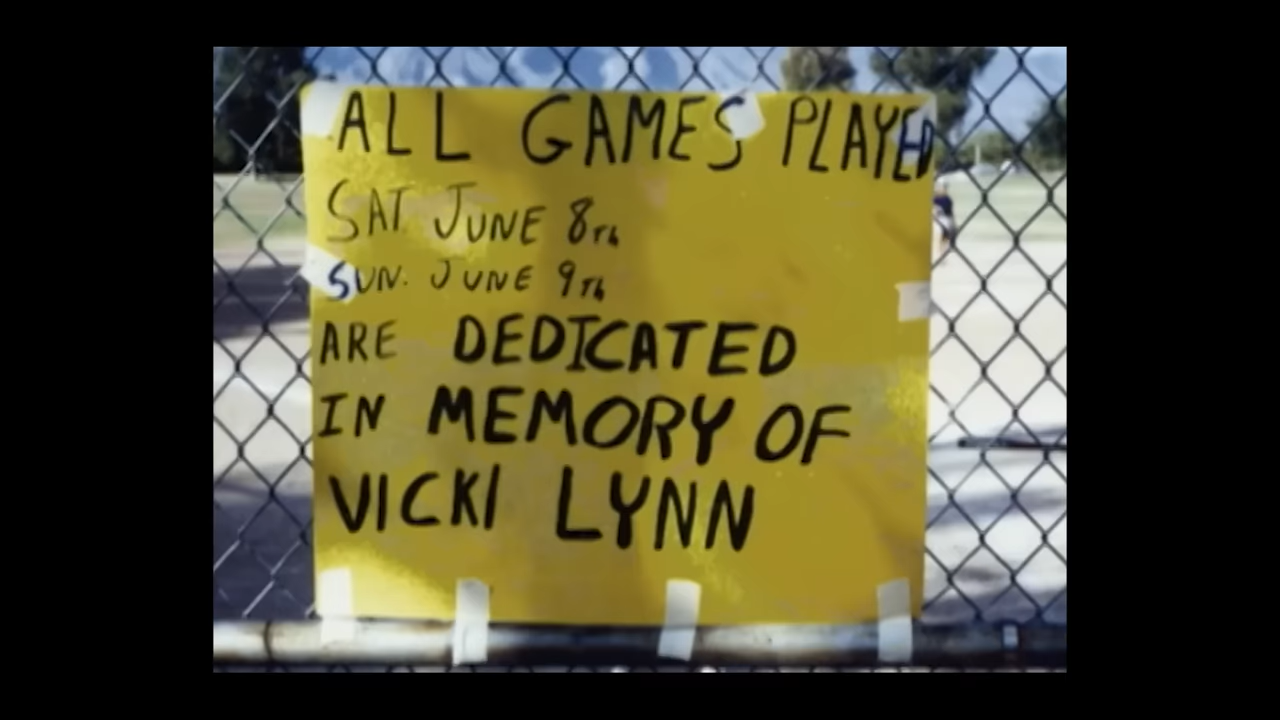 ALL GAMES PLAYED
SAT. JUNE 8TH
SUN. JUNE 9TH
ARE DEDICATED
IN MEMORY OF
VICKI LYNN